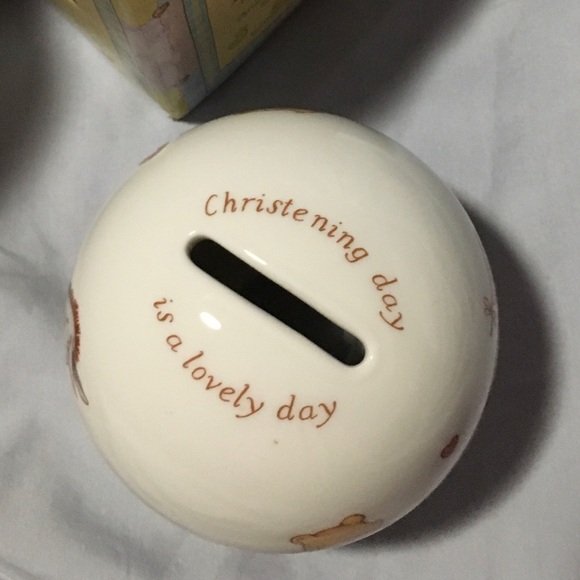 Christening day
is a lovely day